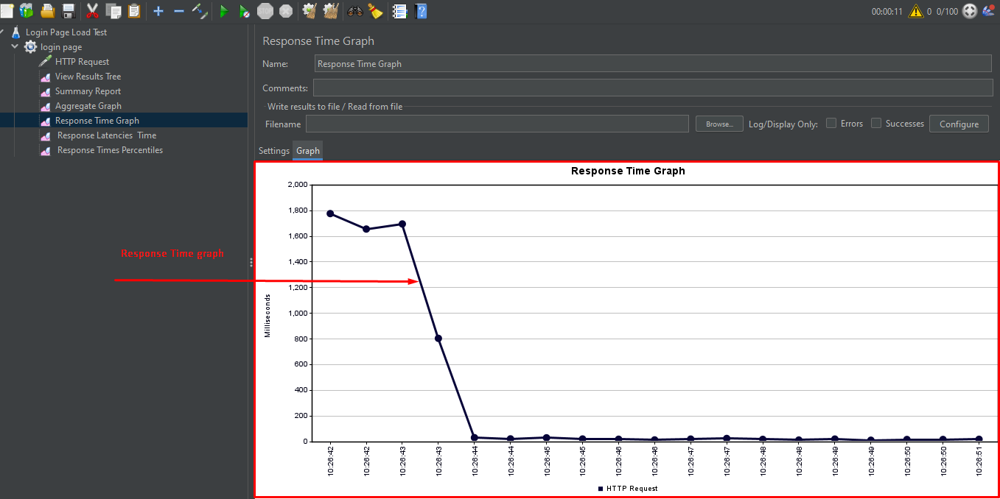 00:00:11 0 0/100
Login Page Load Test
login page
HTTP Request
View Results Tree
Summary Report
Aggregate Graph
Response Time Graph
Response Latencies Time
Response Times Percentiles
Response Time graph
Response Time Graph
Name: Response Time Graph
Comments:
Write results to file / Read from file
Filename Browse... Log/Display Only: Errors Successes Configure
Settings Graph
Response Time Graph
Milliseconds
2,000
1,800
1,600
1,400
1,200
1,000
800
600
400
200
0
10:26:42
10:26:42
10:26:43
10:26:43
10:26:44
10:26:44
10:26:45
10:26:45
10:26:46
10:26:46
10:26:47
10:26:47
10:26:48
10:26:48
10:26:49
10:26:49
10:26:50
10:26:50
10:26:51
HTTP Request